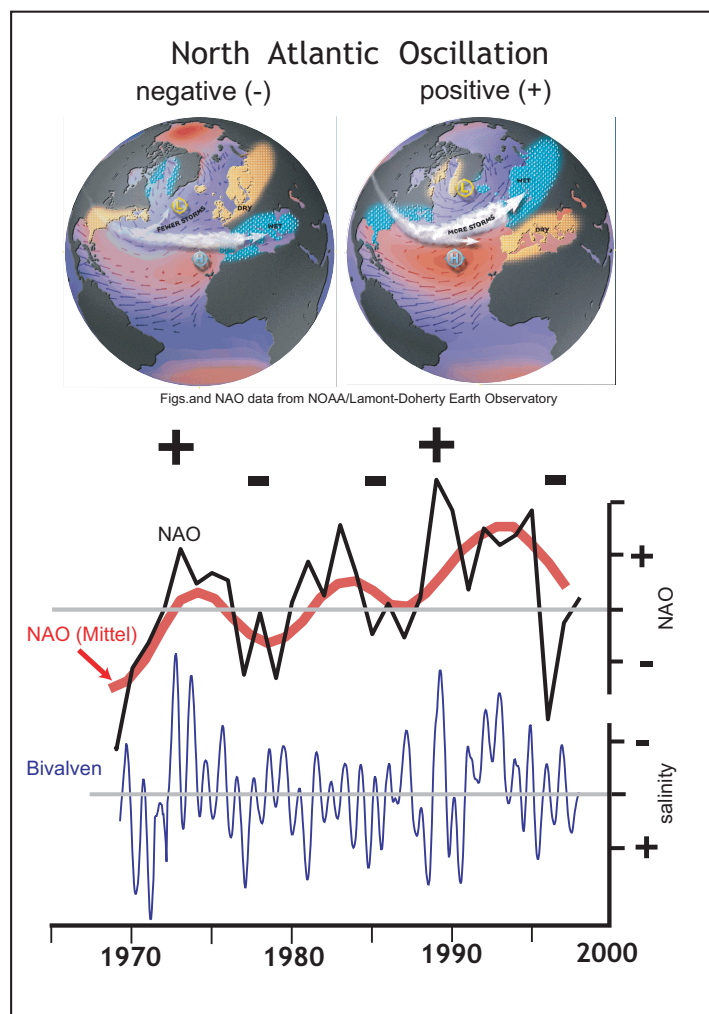 North Atlantic Oscillation
negative (-)
positive (+)
L
FEWER STORMS
DRY
WET
H
L
MORE STORMS
WET
DRY
H
Figs.and NAO data from NOAA/Lamont-Doherty Earth Observatory
+
-
-
+
-
NAO
NAO (Mittel)
+
-
NAO
Bivalven
-
+
salinity
1970
1980
1990
2000